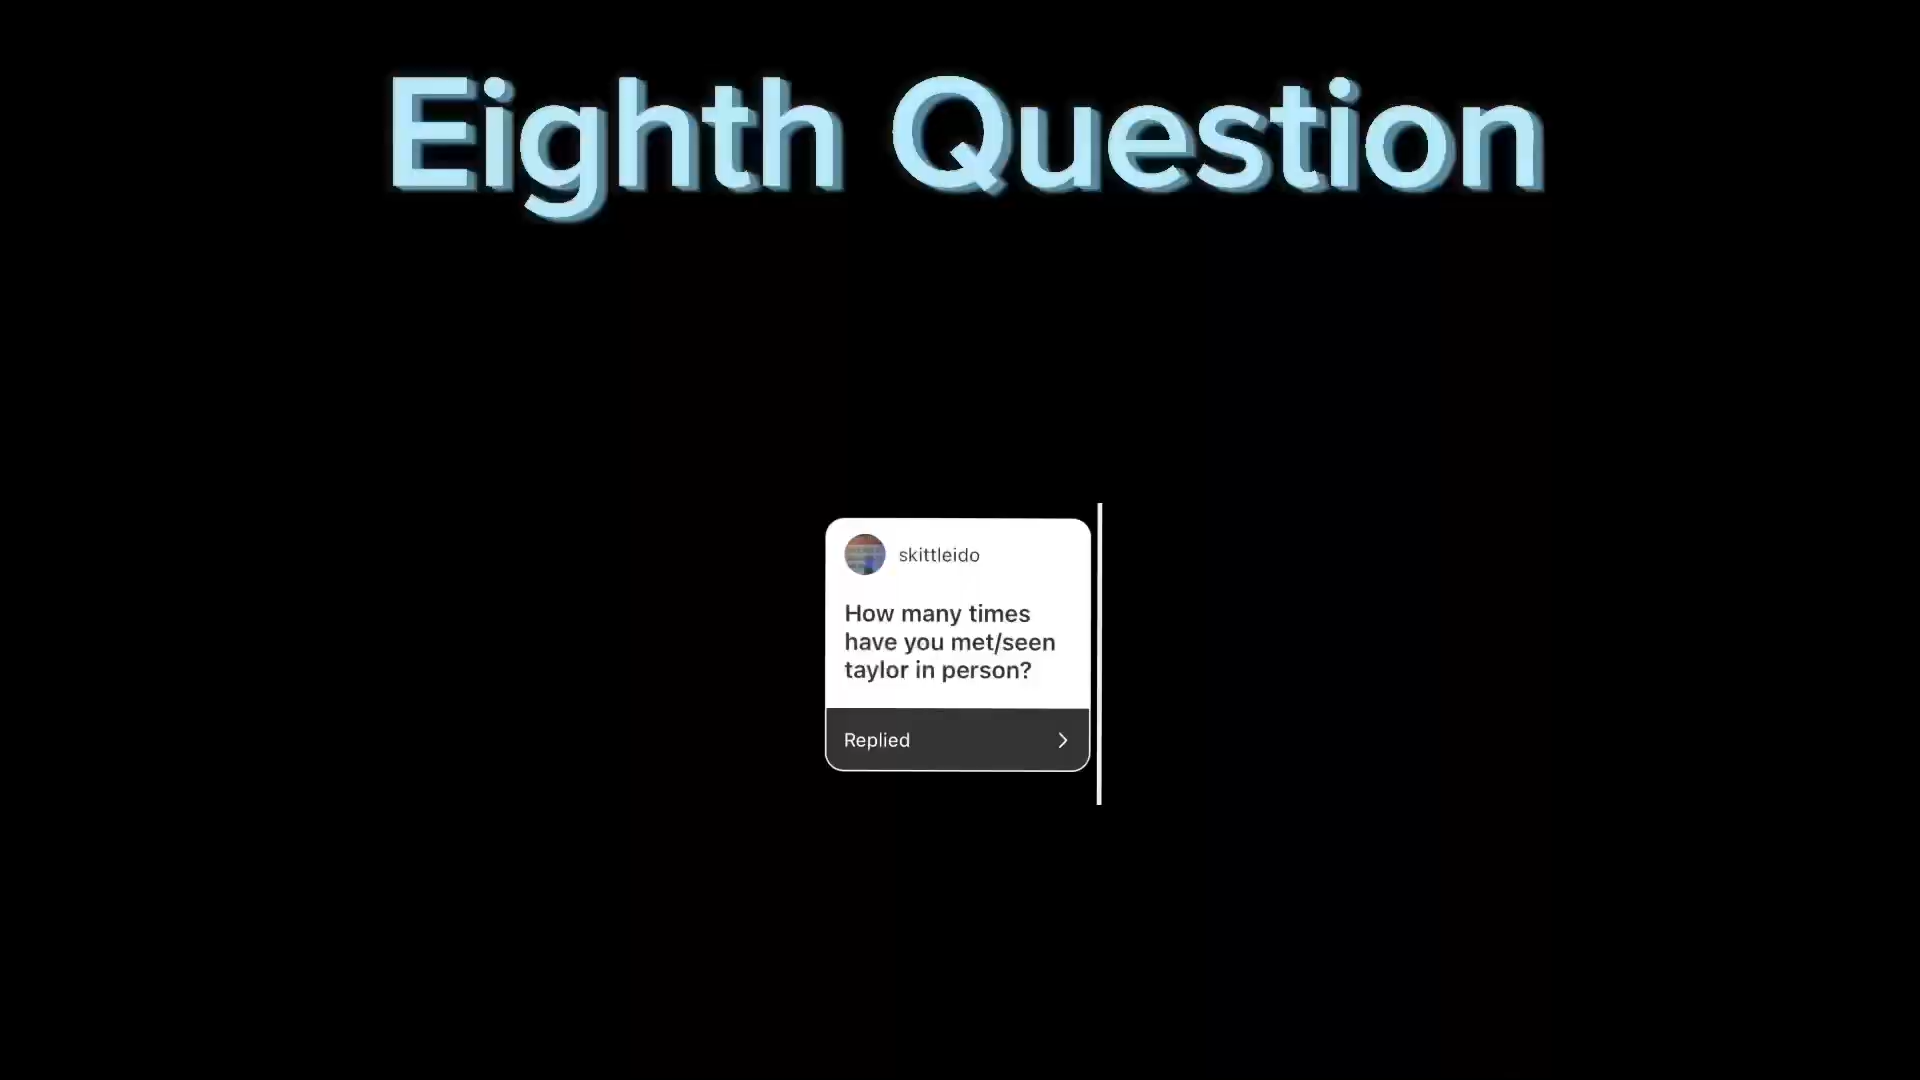 Eighth Question
skittleido
How many times
have you met/seen
taylor in person?
Replied